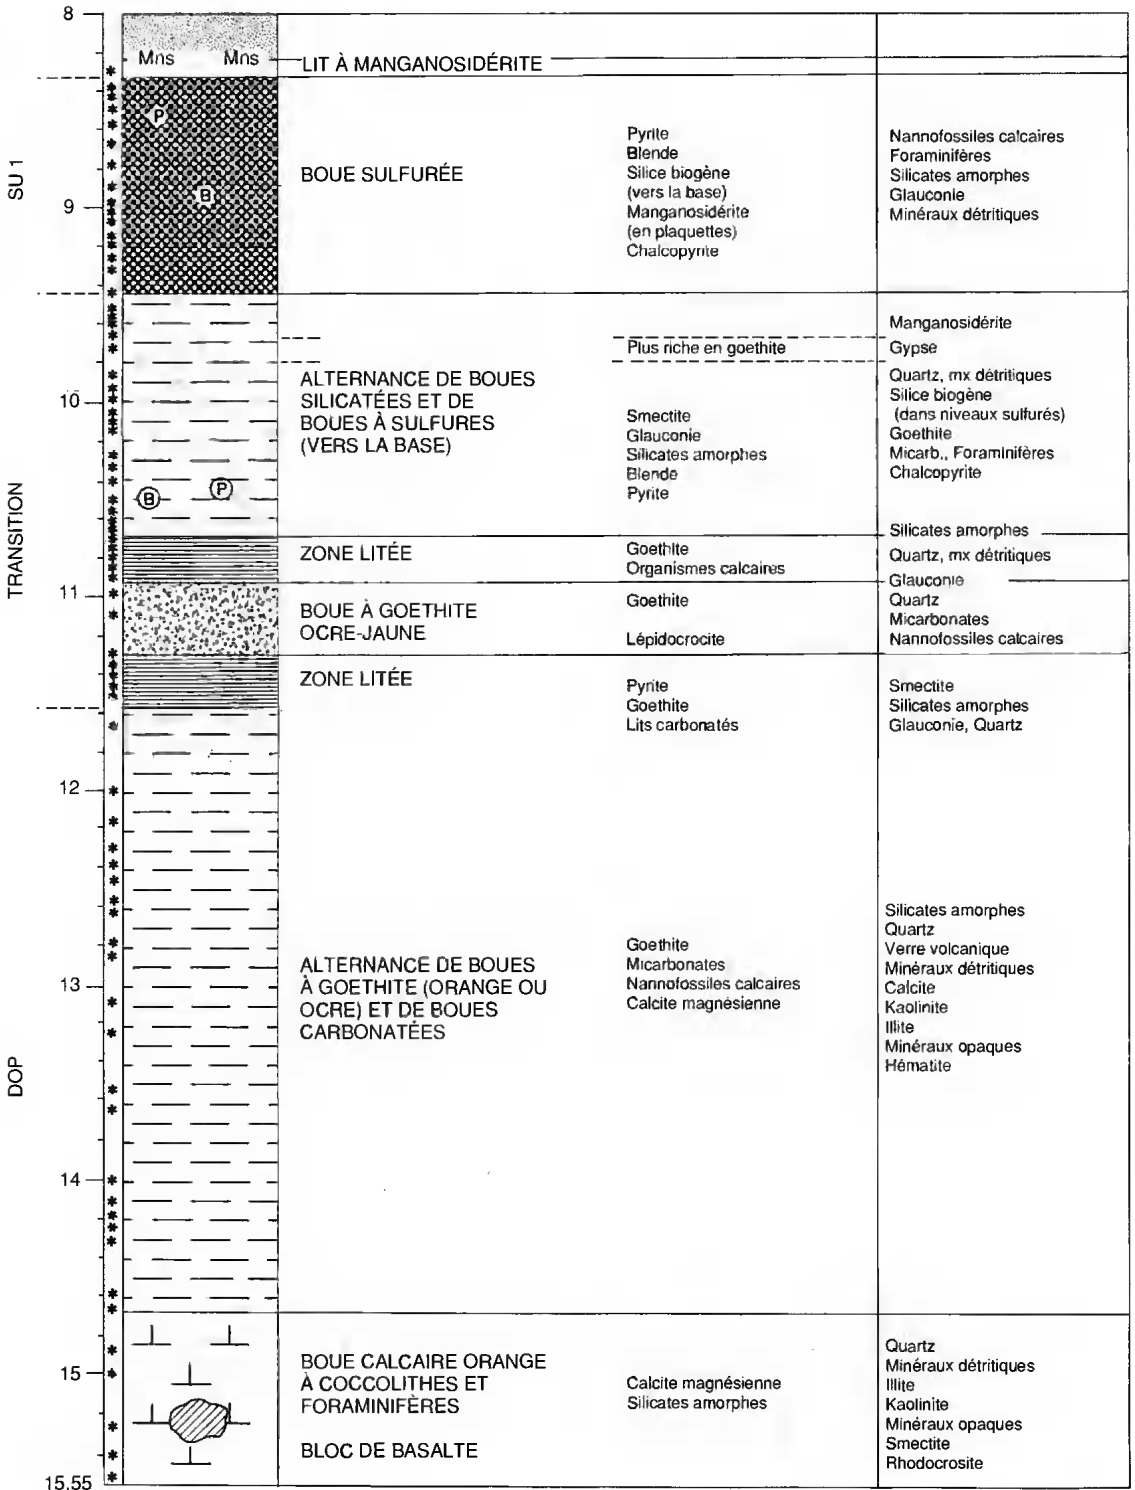 8
Mns Mns
LIT À MANGANOSIDÉRITE
SU 1
P
B
9
BOUE SULFURÉE
Pyrite
Blende
Silice biogène
(vers la base)
Manganosidérite
(en plaquettes)
Chalcopyrite
Nannofossiles calcaires
Foraminifères
Silicates amorphes
Glauconie
Minéraux détritiques
TRANSITION
10
B
P
ALTERNANCE DE BOUES
SILICATÉES ET DE
BOUES À SULFURES
(VERS LA BASE)
Plus riche en goethite
Smectite
Glauconie
Silicates amorphes
Blende
Pyrite
Manganosidérite
Gypse
Quartz, mx détritiques
Silice biogène
(dans niveaux sulfurés)
Goethite
Micarb., Foraminifères
Chalcopyrite
Silicates amorphes
ZONE LITÉE
Goethite
Organismes calcaires
Quartz, mx détritiques
Glauconie
11
BOUE À GOETHITE
OCRE-JAUNE
Goethite
Lépidocrocite
Quartz
Micarbonates
Nannofossiles calcaires
ZONE LITÉE
Pyrite
Goethite
Lits carbonatés
Smectite
Silicates amorphes
Glauconie, Quartz
DOP
12
13
14
ALTERNANCE DE BOUES
À GOETHITE (ORANGE OU
OCRE) ET DE BOUES
CARBONATÉES
Goethite
Micarbonates
Nannofossiles calcaires
Calcite magnésienne
Silicates amorphes
Quartz
Verre volcanique
Minéraux détritiques
Calcite
Kaolinite
Illite
Minéraux opaques
Hématite
15
15.55
BOUE CALCAIRE ORANGE
À COCCOLITHES ET
FORAMINIFÈRES
BLOC DE BASALTE
Calcite magnésienne
Silicates amorphes
Quartz
Minéraux détritiques
Illite
Kaolinite
Minéraux opaques
Smectite
Rhodocrosite